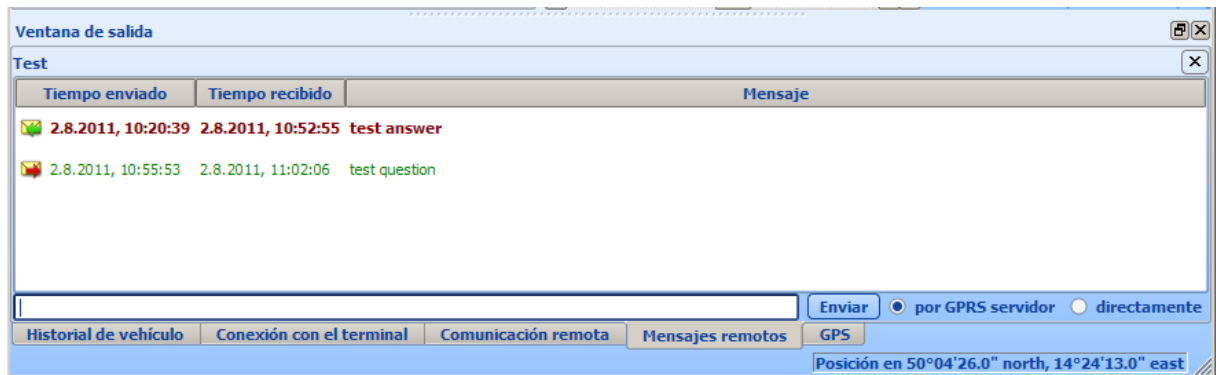 Ventana de salida
Test
Tiempo enviado Tiempo recibido Mensaje
2.8.2011, 10:20:39 2.8.2011, 10:52:55 test answer
2.8.2011, 10:55:53 2.8.2011, 11:02:06 test question
Enviar por GPRS servidor directamente
Historial de vehículo Conexión con el terminal Comunicación remota Mensajes remotos GPS
Posición en 50°04'26.0" north, 14°24'13.0" east